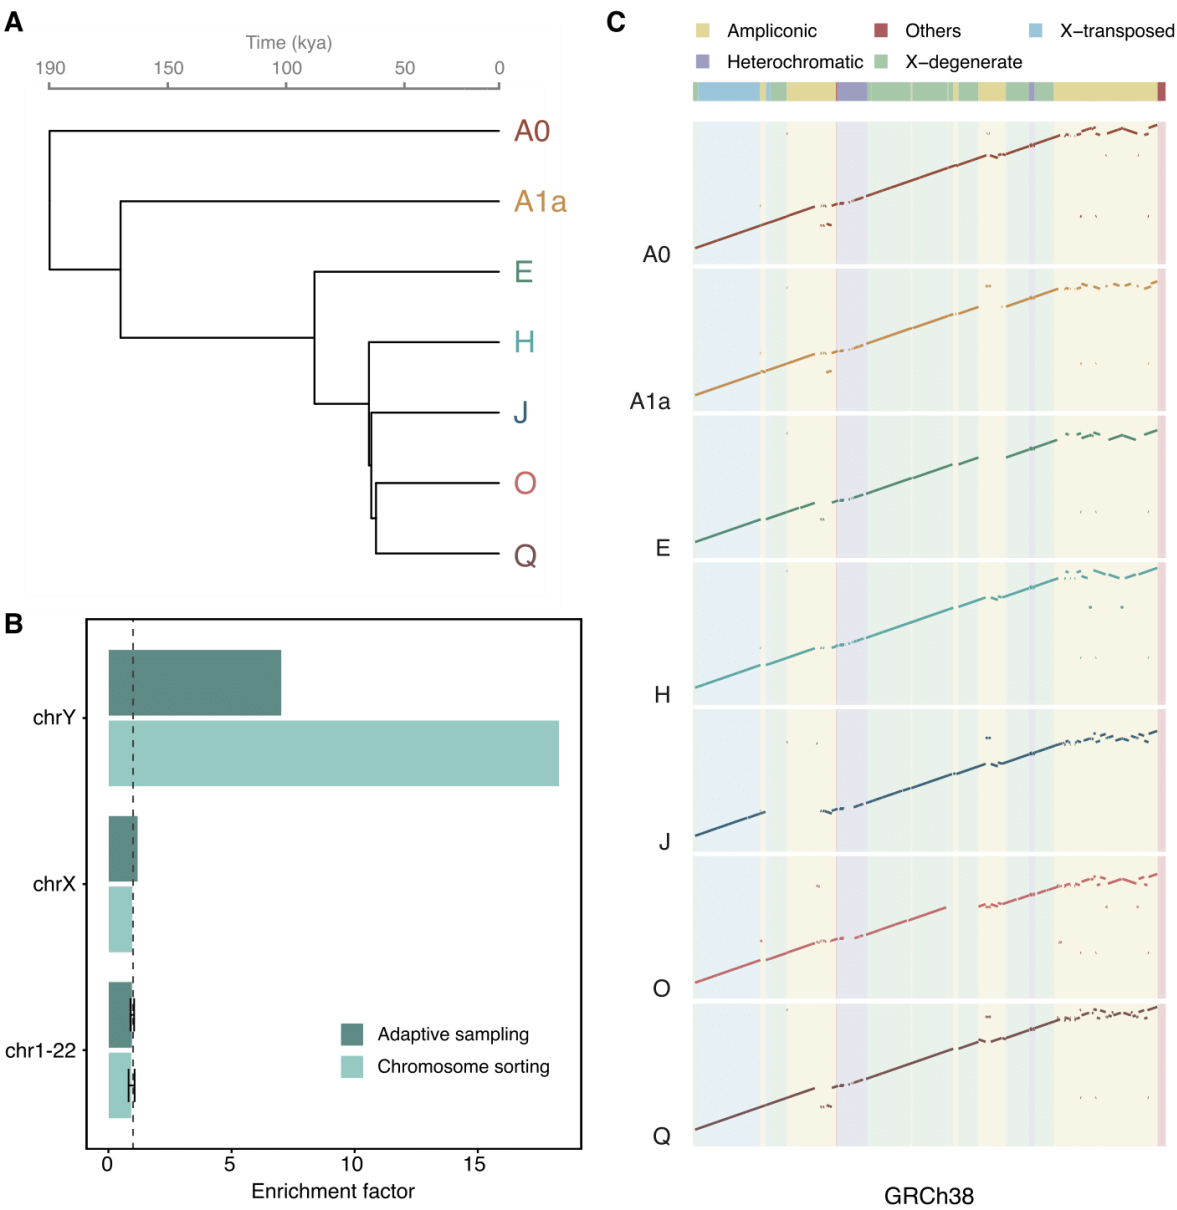 A
Time (kya)
190 150 100 50 0
A0
A1a
E
H
J
O
Q
B
chrY
chrX
chr1-22
Adaptive sampling
Chromosome sorting
0 5 10 15
Enrichment factor
C
Ampliconic Others X−transposed
Heterochromatic X−degenerate
A0
A1a
E
H
J
O
Q
GRCh38